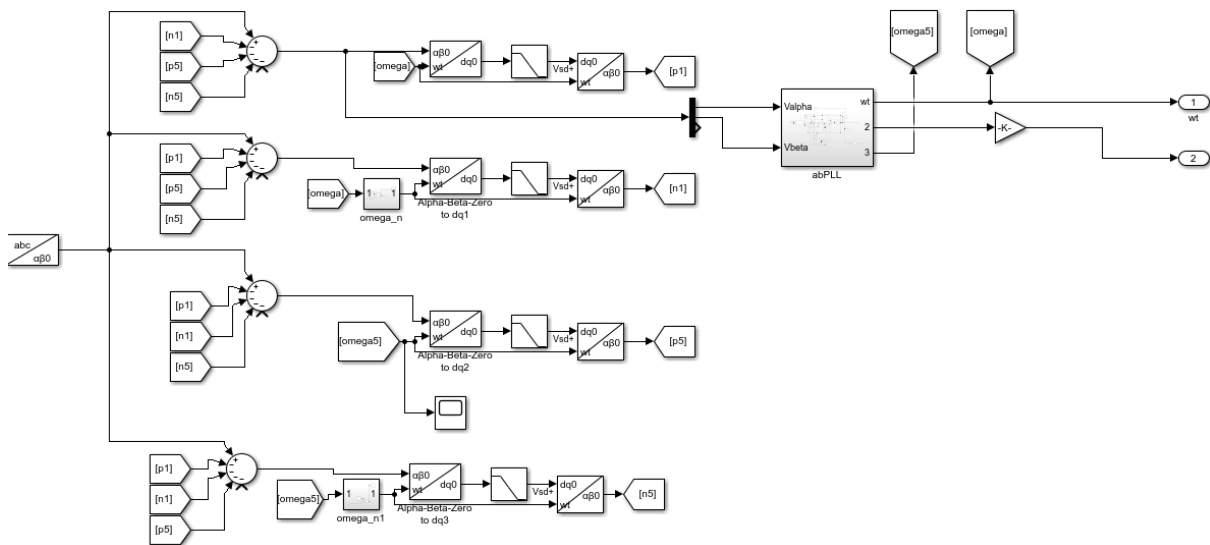 [n1]
[p5]
[n5]
+
−
−
−
[omega]
αβ0
wt
dq0
Vsd+
dq0
wt
αβ0
[p1]
[omega5]
[omega]
Valpha
Vbeta
wt
2
3
abPLL
-K-
1
wt
2
[p1]
[p5]
[n5]
+
−
−
−
[omega]
1
1
omega_n
αβ0
wt
dq0
Alpha-Beta-Zero
to dq1
Vsd+
dq0
wt
αβ0
[n1]
abc
αβ0
[p1]
[n1]
[n5]
+
−
−
−
[omega5]
αβ0
wt
dq0
Alpha-Beta-Zero
to dq2
Vsd+
dq0
wt
αβ0
[p5]
[p1]
[n1]
[p5]
+
−
−
−
[omega5]
1
1
omega_n1
αβ0
wt
dq0
Alpha-Beta-Zero
to dq3
Vsd+
dq0
wt
αβ0
[n5]